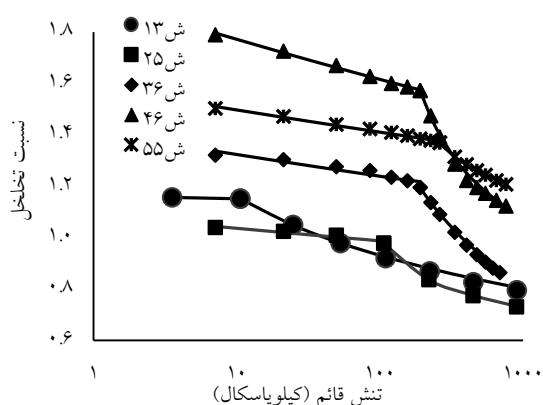 ۱.۸
۱.۶
۱.۴
۱.۲
۱.۰
۰.۸
۰.۶
نسبت تخلخل
ش۱۳
ش۲۵
ش۳۶
ش۴۶
ش۵۵
۱ ۱۰ ۱۰۰ ۱۰۰۰
تنش قائم (کیلوپاسکال)